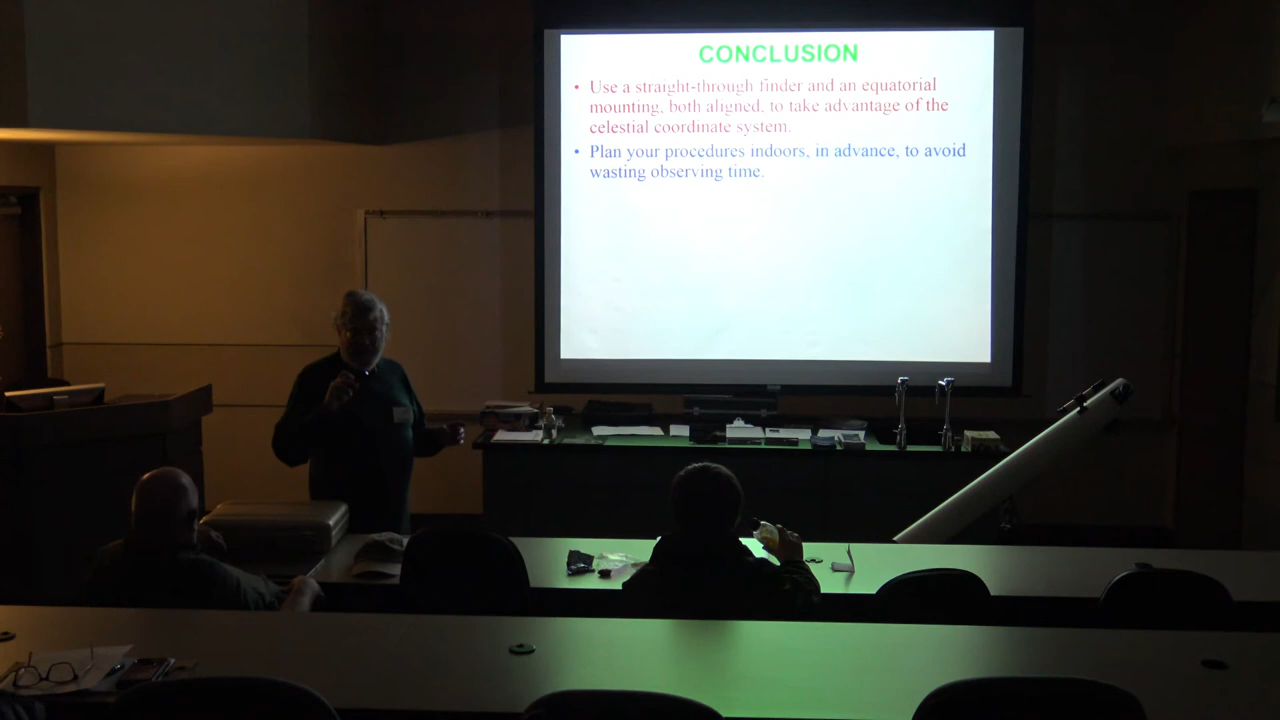 CONCLUSION
• Use a straight-through finder and an equatorial
mounting, both aligned, to take advantage of the
celestial coordinate system.
• Plan your procedures indoors, in advance, to avoid
wasting observing time.